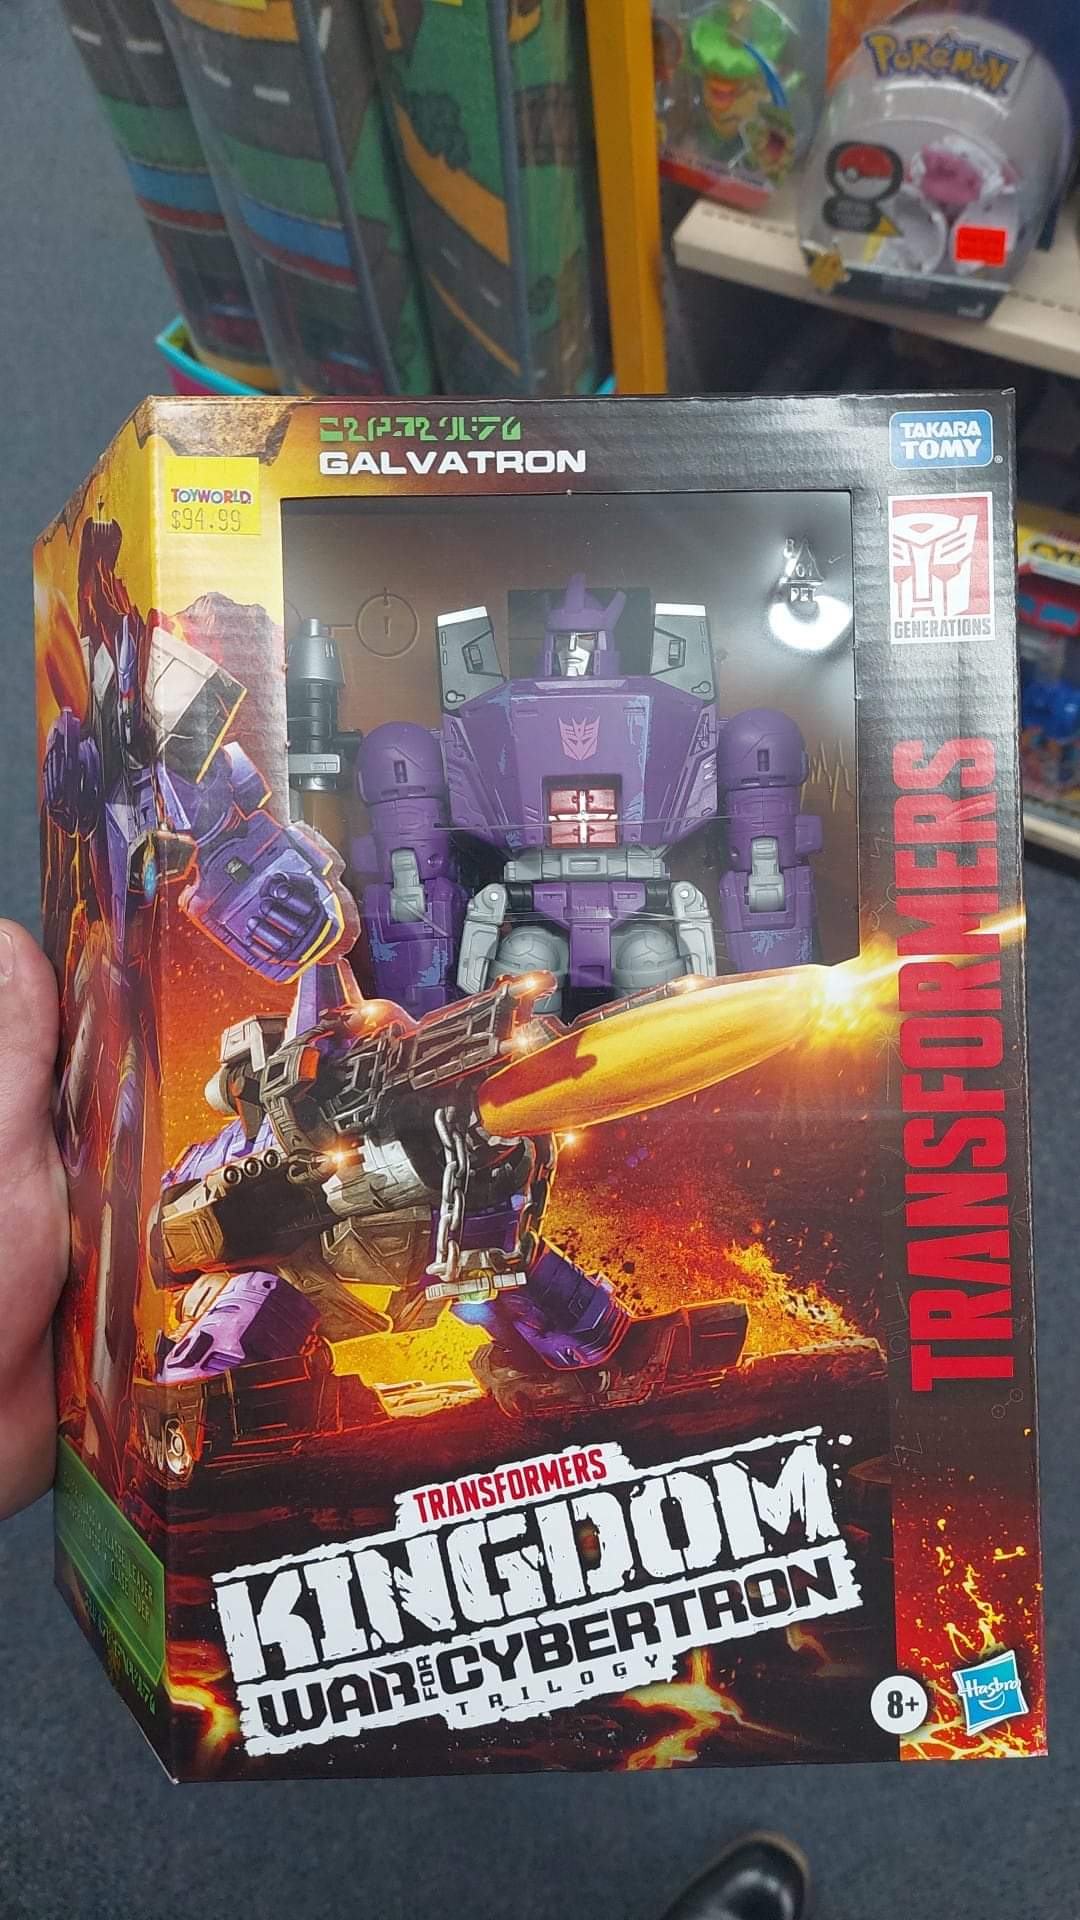 POKéMON
GALVATRON
TAKARA
TOMY
TOYWORLD
$94.99
GENERATIONS
TRANSFORMERS
TRANSFORMERS
KINGDOM
WAR FOR CYBERTRON
TRILOGY
8+
Hasbro